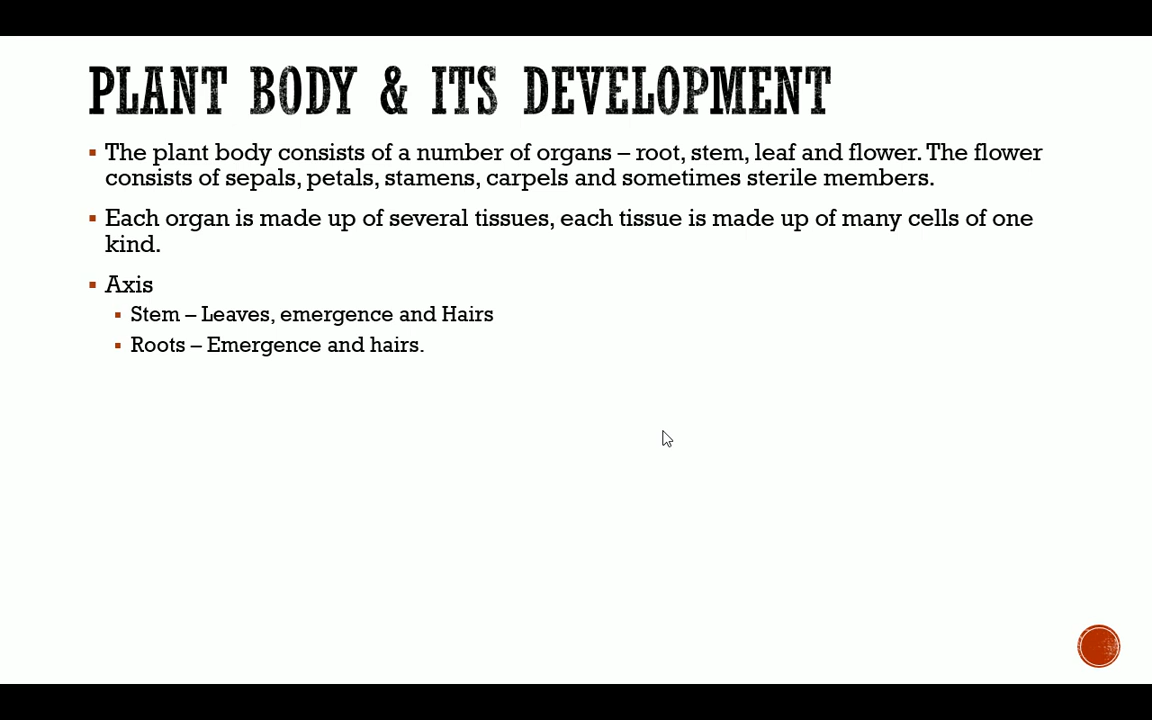 PLANT BODY & ITS DEVELOPMENT
▪ The plant body consists of a number of organs – root, stem, leaf and flower. The flower
consists of sepals, petals, stamens, carpels and sometimes sterile members.
▪ Each organ is made up of several tissues, each tissue is made up of many cells of one
kind.
▪ Axis
▪ Stem – Leaves, emergence and Hairs
▪ Roots – Emergence and hairs.